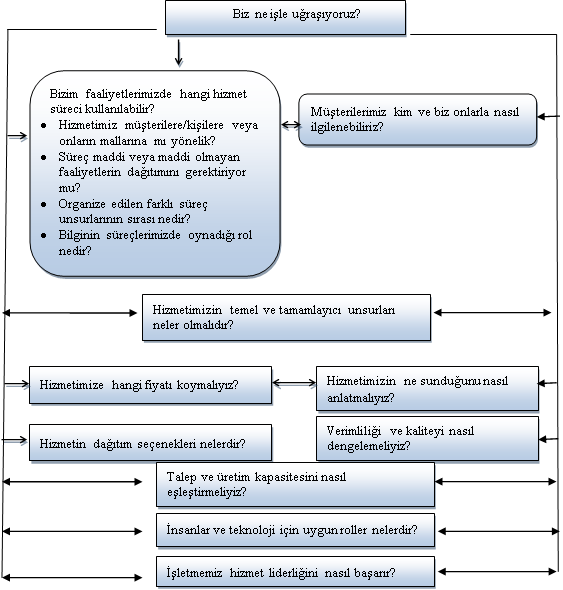 Biz ne işle uğraşıyoruz?
Bizim faaliyetlerimizde hangi hizmet
süreci kullanılabilir?
● Hizmetimiz müşterilere/kişilere veya
onların mallarına mı yönelik?
● Süreç maddi veya maddi olmayan
faaliyetlerin dağıtımını gerektiriyor
mu?
● Organize edilen farklı süreç
unsurlarının sırası nedir?
● Bilginin süreçlerimizde oynadığı rol
nedir?
Müşterilerimiz kim ve biz onlarla nasıl
ilgilenebiliriz?
Hizmetimizin temel ve tamamlayıcı unsurları
neler olmalıdır?
Hizmetimize hangi fiyatı koymalıyız?
Hizmetimizin ne sunduğunu nasıl
anlatmalıyız?
Hizmetin dağıtım seçenekleri nelerdir?
Verimliliği ve kaliteyi nasıl
dengelemeliyiz?
Talep ve üretim kapasitesini nasıl
eşleştirmeliyiz?
İnsanlar ve teknoloji için uygun roller nelerdir?
İşletmemiz hizmet liderliğini nasıl başarır?